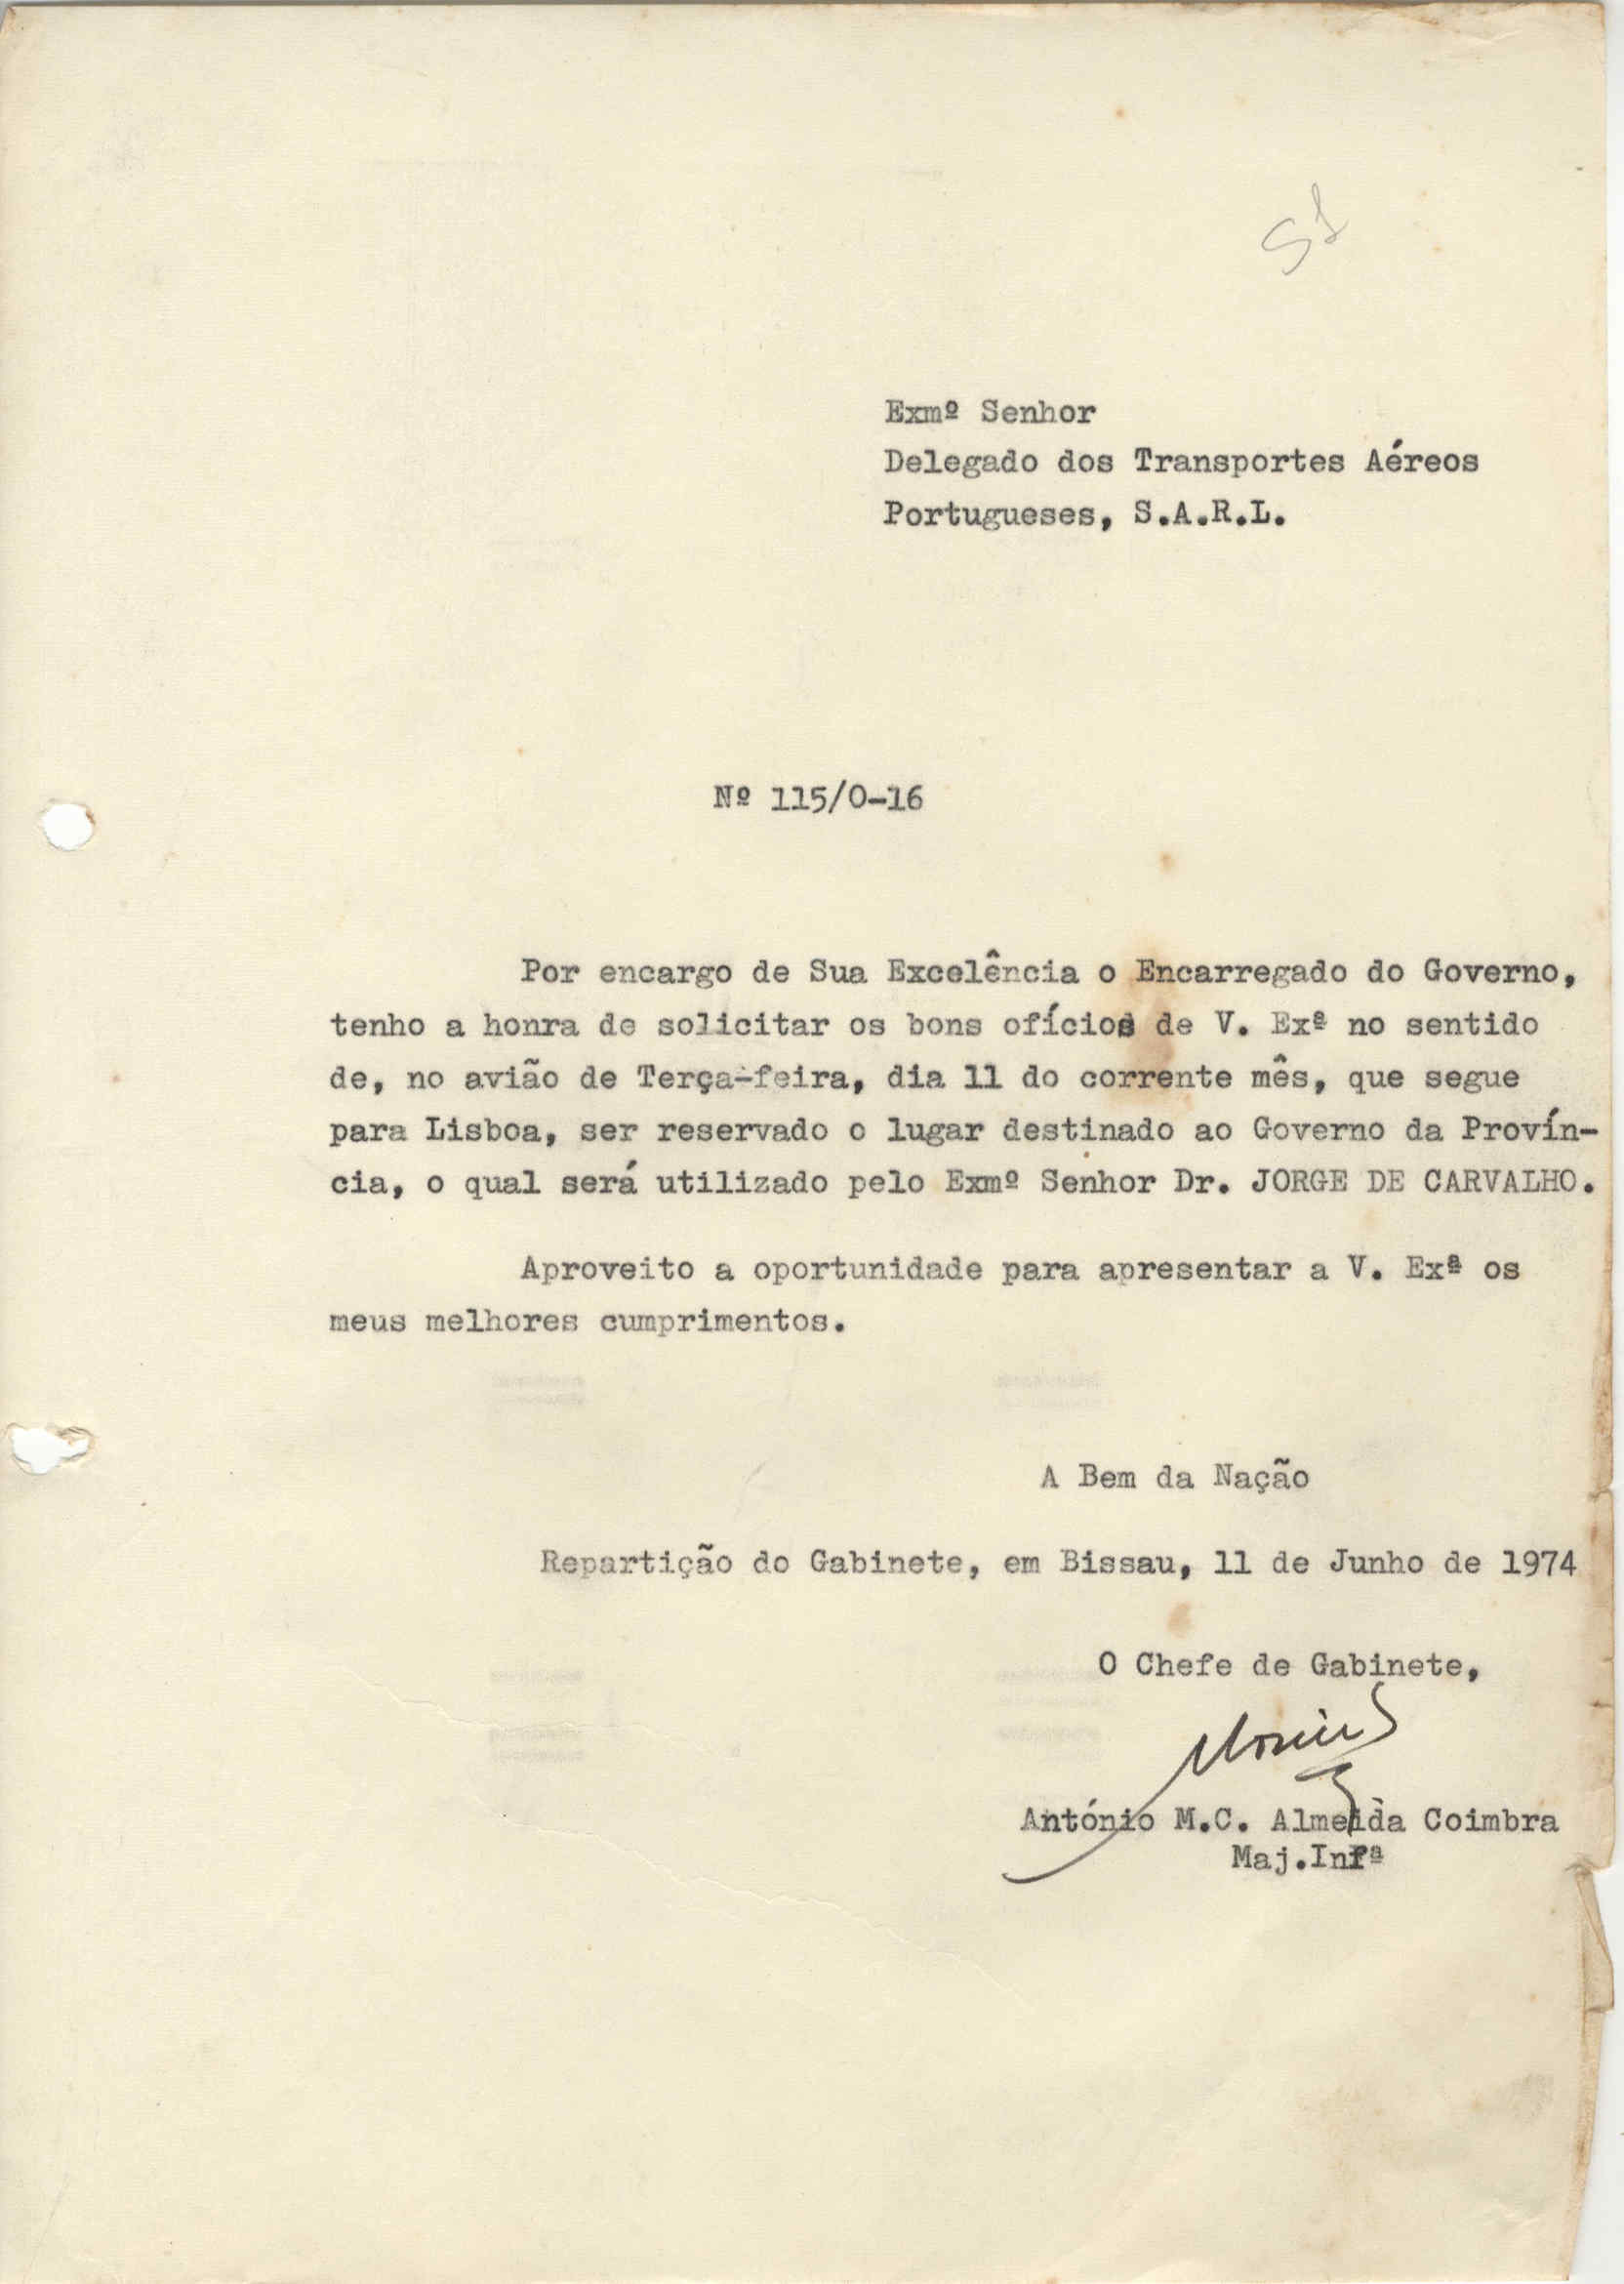 51
Exmº Senhor
Delegado dos Transportes Aéreos
Portugueses, S.A.R.L.
Nº 115/O-16
Por encargo de Sua Excelência o Encarregado do Governo,
tenho a honra de solicitar os bons ofícios de V. Exª no sentido
de, no avião de Terça-feira, dia 11 do corrente mês, que segue
para Lisboa, ser reservado o lugar destinado ao Governo da Provín-
cia, o qual será utilizado pelo Exmº Senhor Dr. JORGE DE CARVALHO.
Aproveito a oportunidade para apresentar a V. Exª os
meus melhores cumprimentos.
A Bem da Nação
Repartição do Gabinete, em Bissau, 11 de Junho de 1974
O Chefe de Gabinete,
António M.C. Almeida Coimbra
Maj.Infª